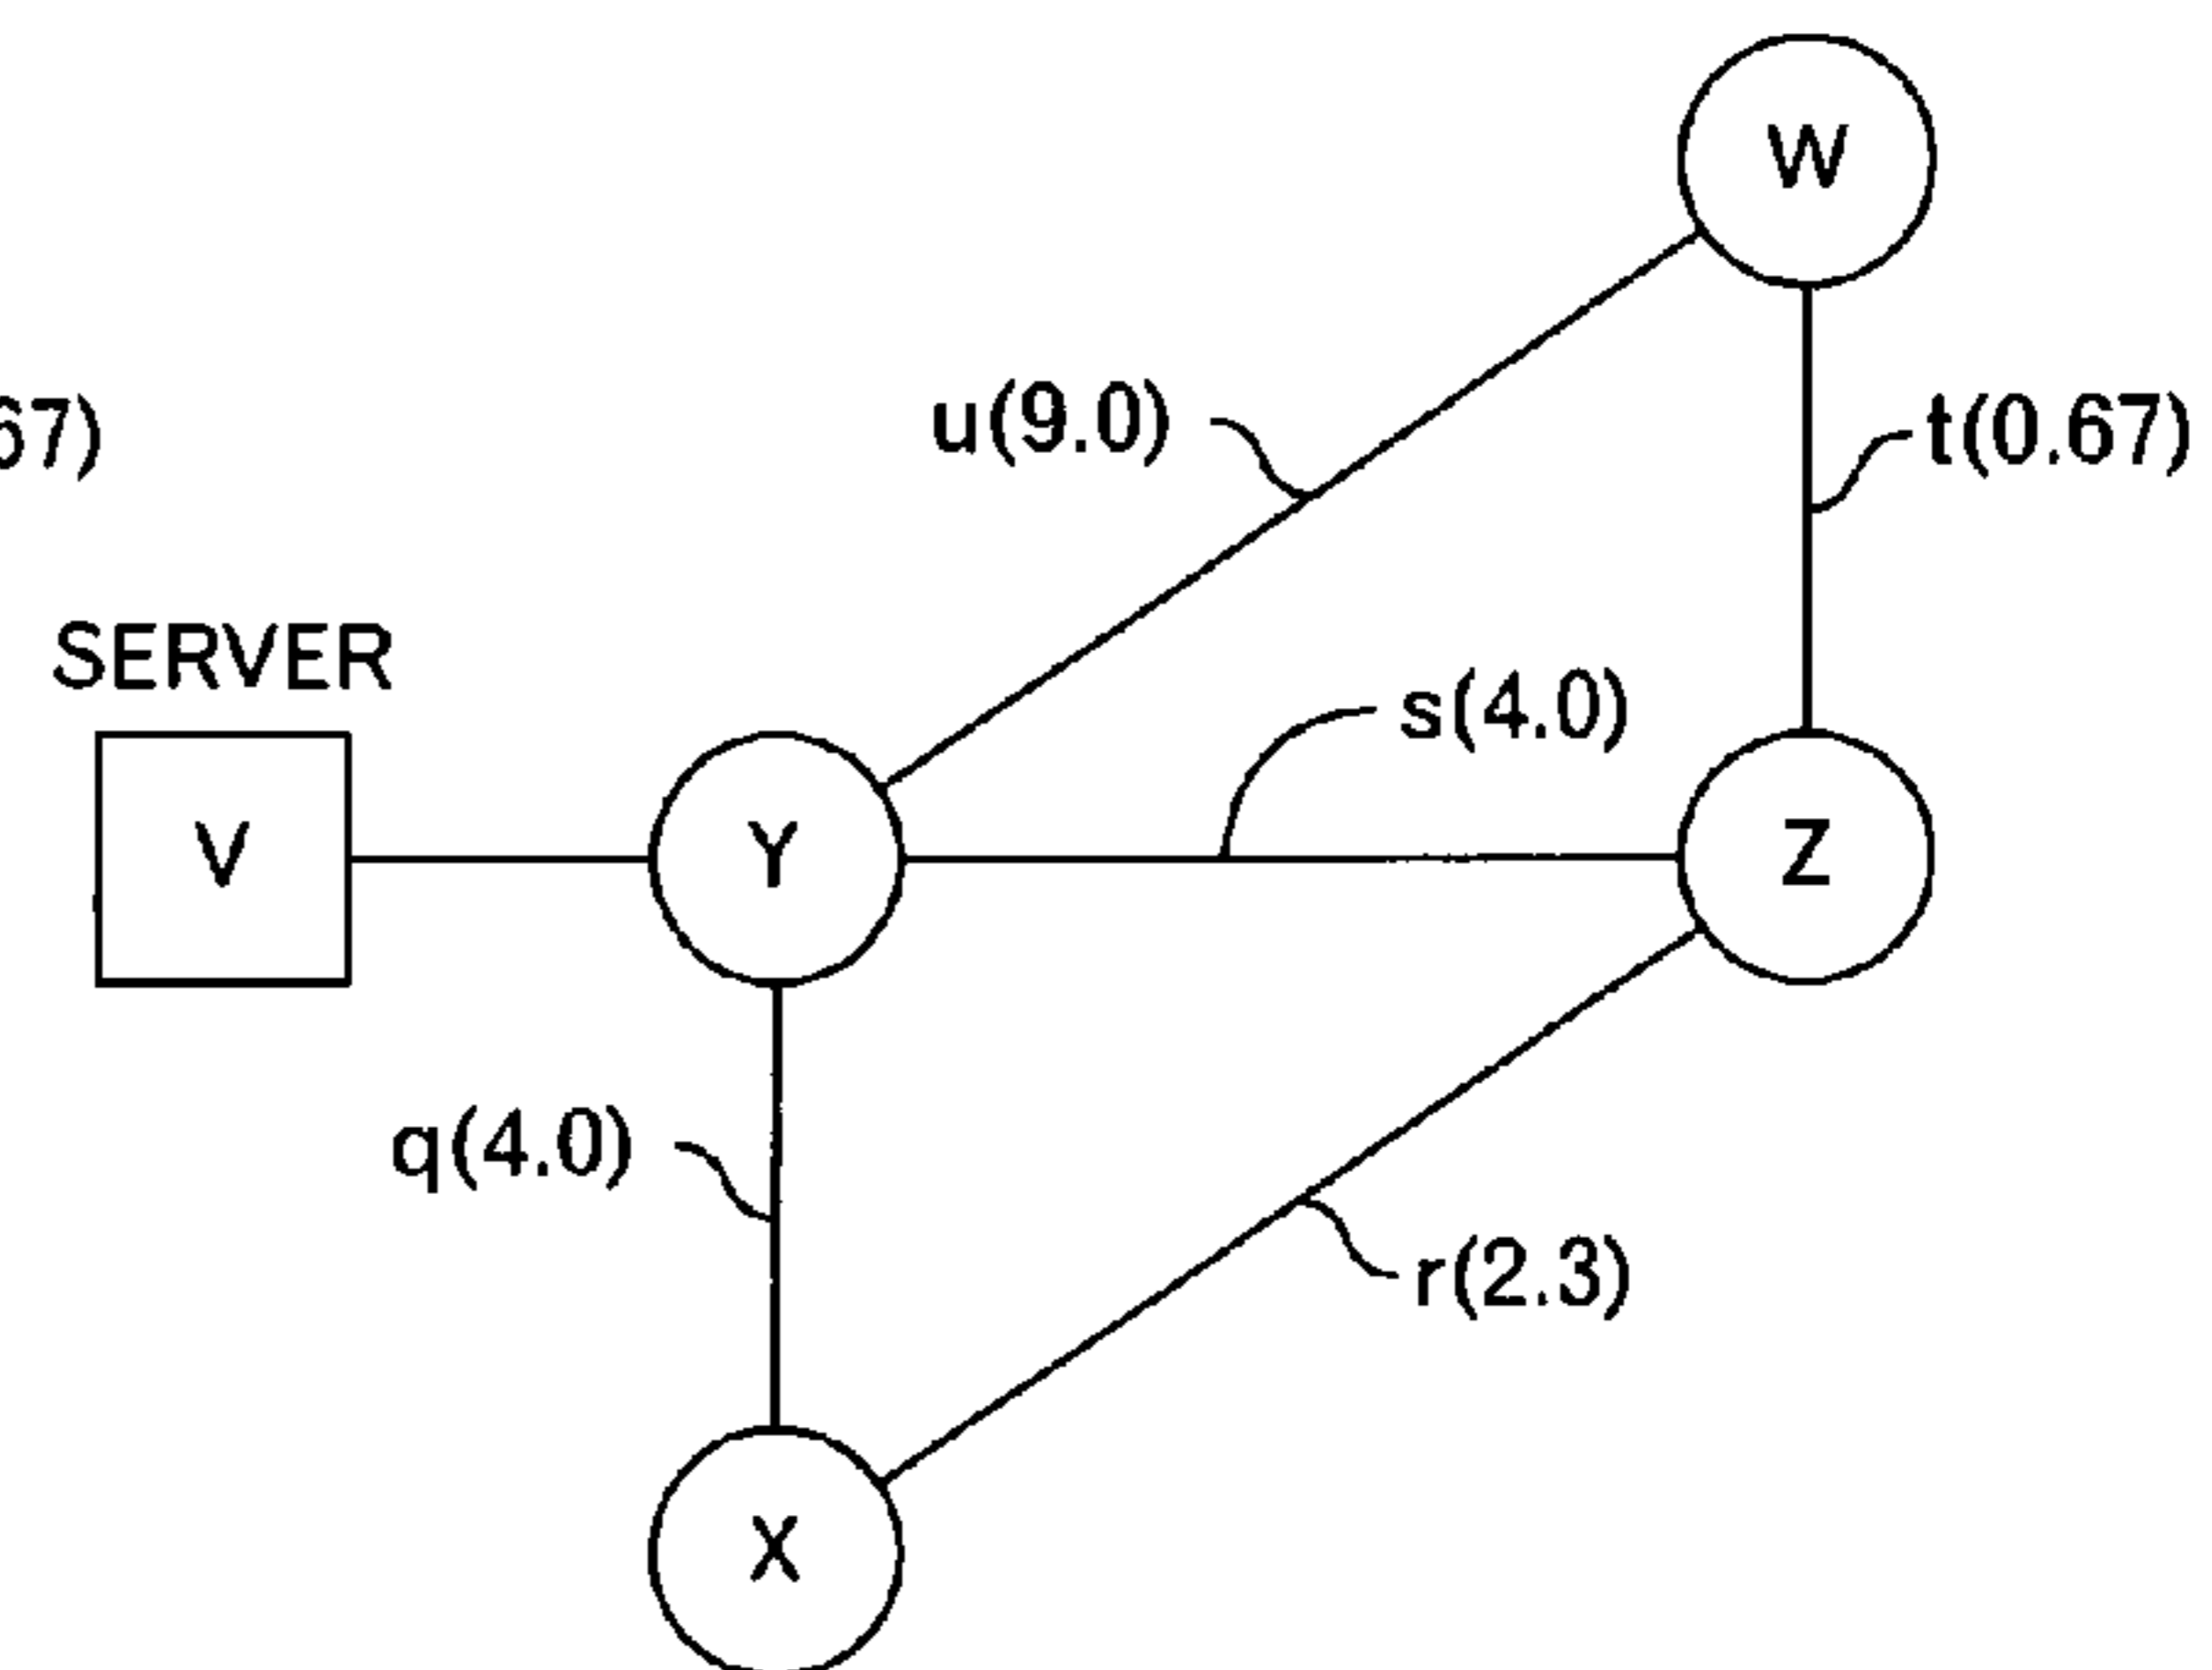 W
u(9.0)
t(0.67)
67)
SERVER
s(4.0)
V
Y
Z
q(4.0)
r(2.3)
X